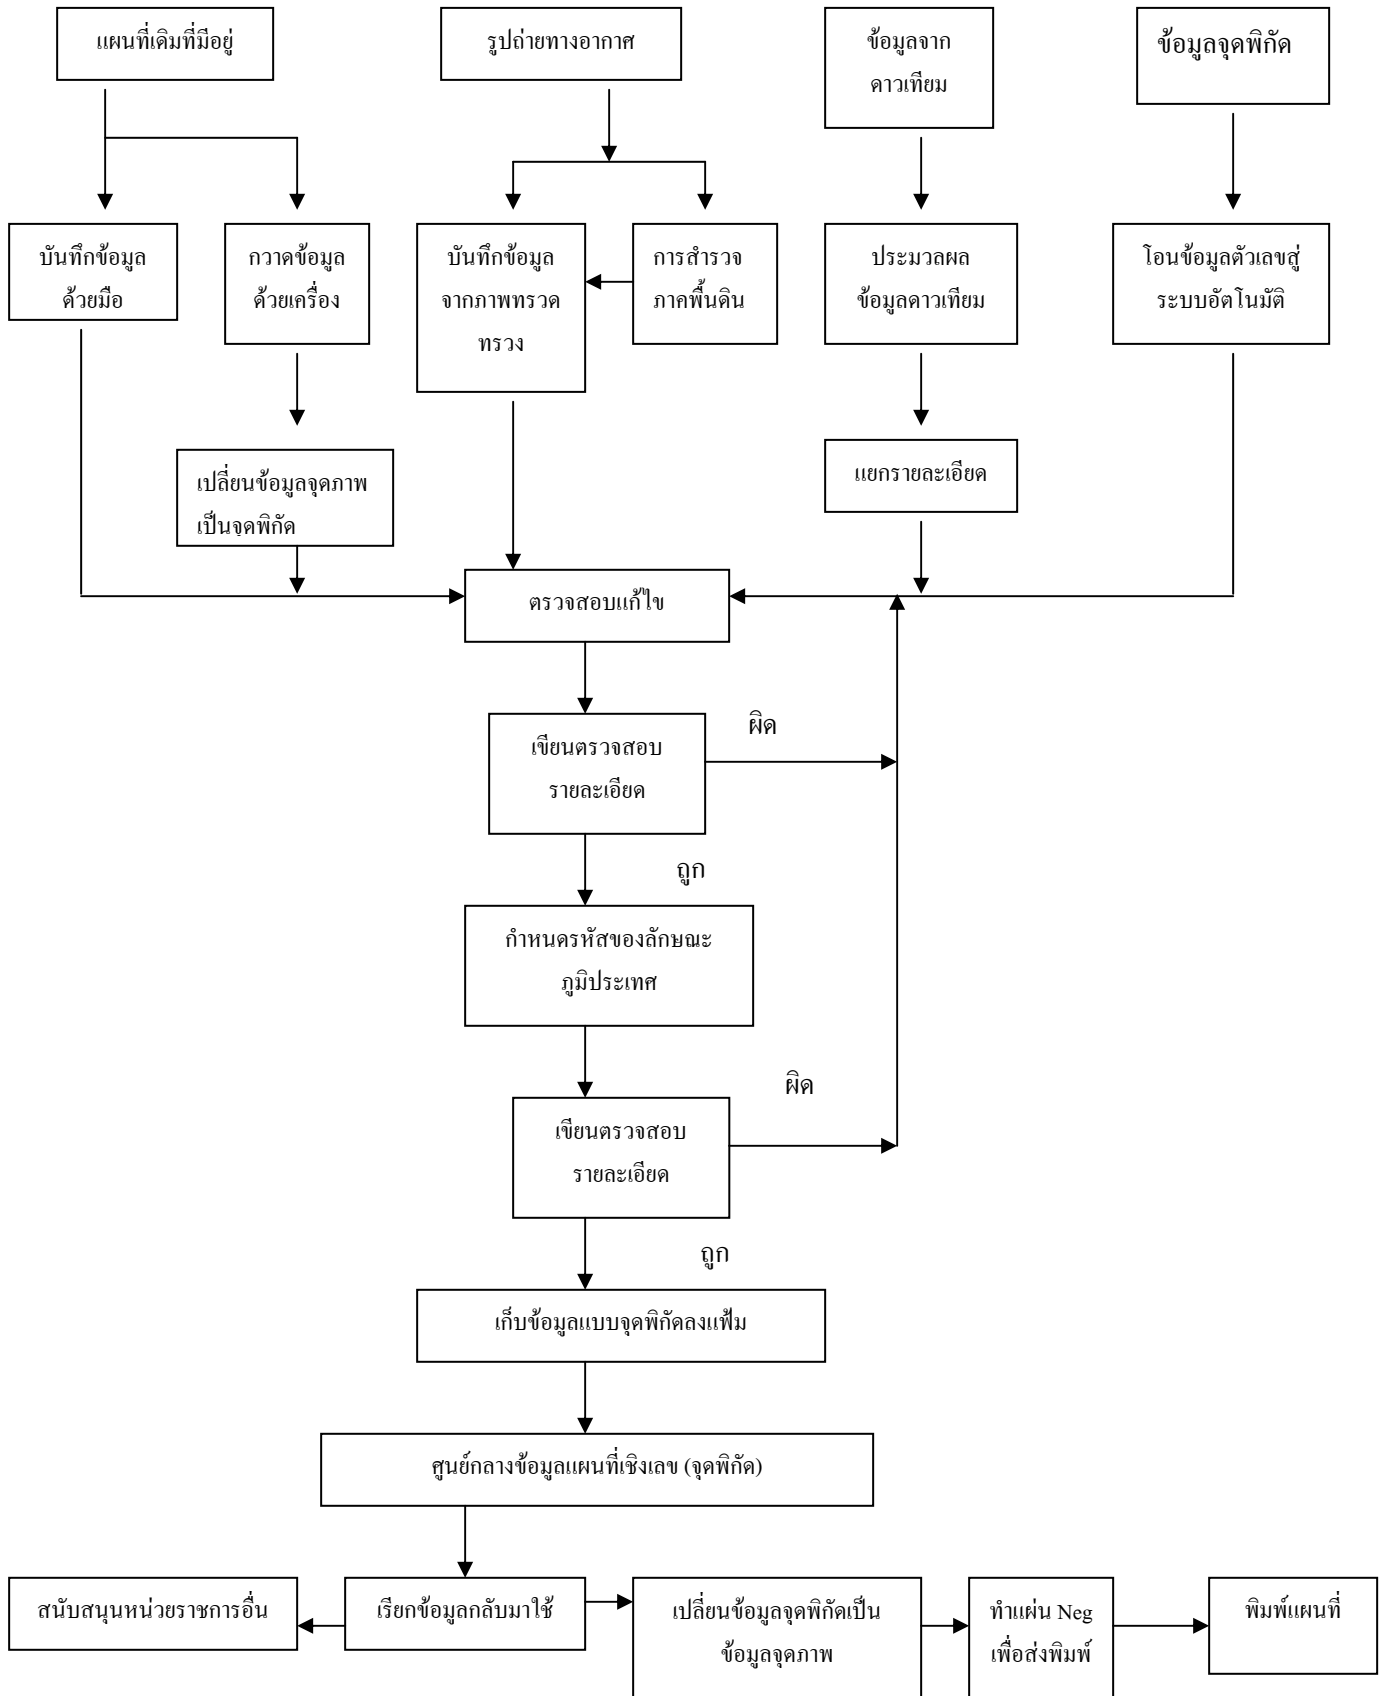 แผนที่เดิมที่มีอยู่
รูปถ่ายทางอากาศ
ข้อมูลจาก
ดาวเทียม
ข้อมูลจุดพิกัด
บันทึกข้อมูล
ด้วยมือ
กวาดข้อมูล
ด้วยเครื่อง
บันทึกข้อมูล
จากภาพทรวด
ทรวง
การสำรวจ
ภาคพื้นดิน
ประมวลผล
ข้อมูลดาวเทียม
โอนข้อมูลตัวเลขสู่
ระบบอัตโนมัติ
เปลี่ยนข้อมูลจุดภาพ
เป็นจุดพิกัด
แยกรายละเอียด
ตรวจสอบแก้ไข
เขียนตรวจสอบ
รายละเอียด
ผิด
ถูก
กำหนดรหัสของลักษณะ
ภูมิประเทศ
ผิด
เขียนตรวจสอบ
รายละเอียด
ถูก
เก็บข้อมูลแบบจุดพิกัดลงแฟ้ม
ศูนย์กลางข้อมูลแผนที่เชิงเลข (จุดพิกัด)
สนับสนุนหน่วยราชการอื่น
เรียกข้อมูลกลับมาใช้
เปลี่ยนข้อมูลจุดพิกัดเป็น
ข้อมูลจุดภาพ
ทำแผ่น Neg
เพื่อส่งพิมพ์
พิมพ์แผนที่